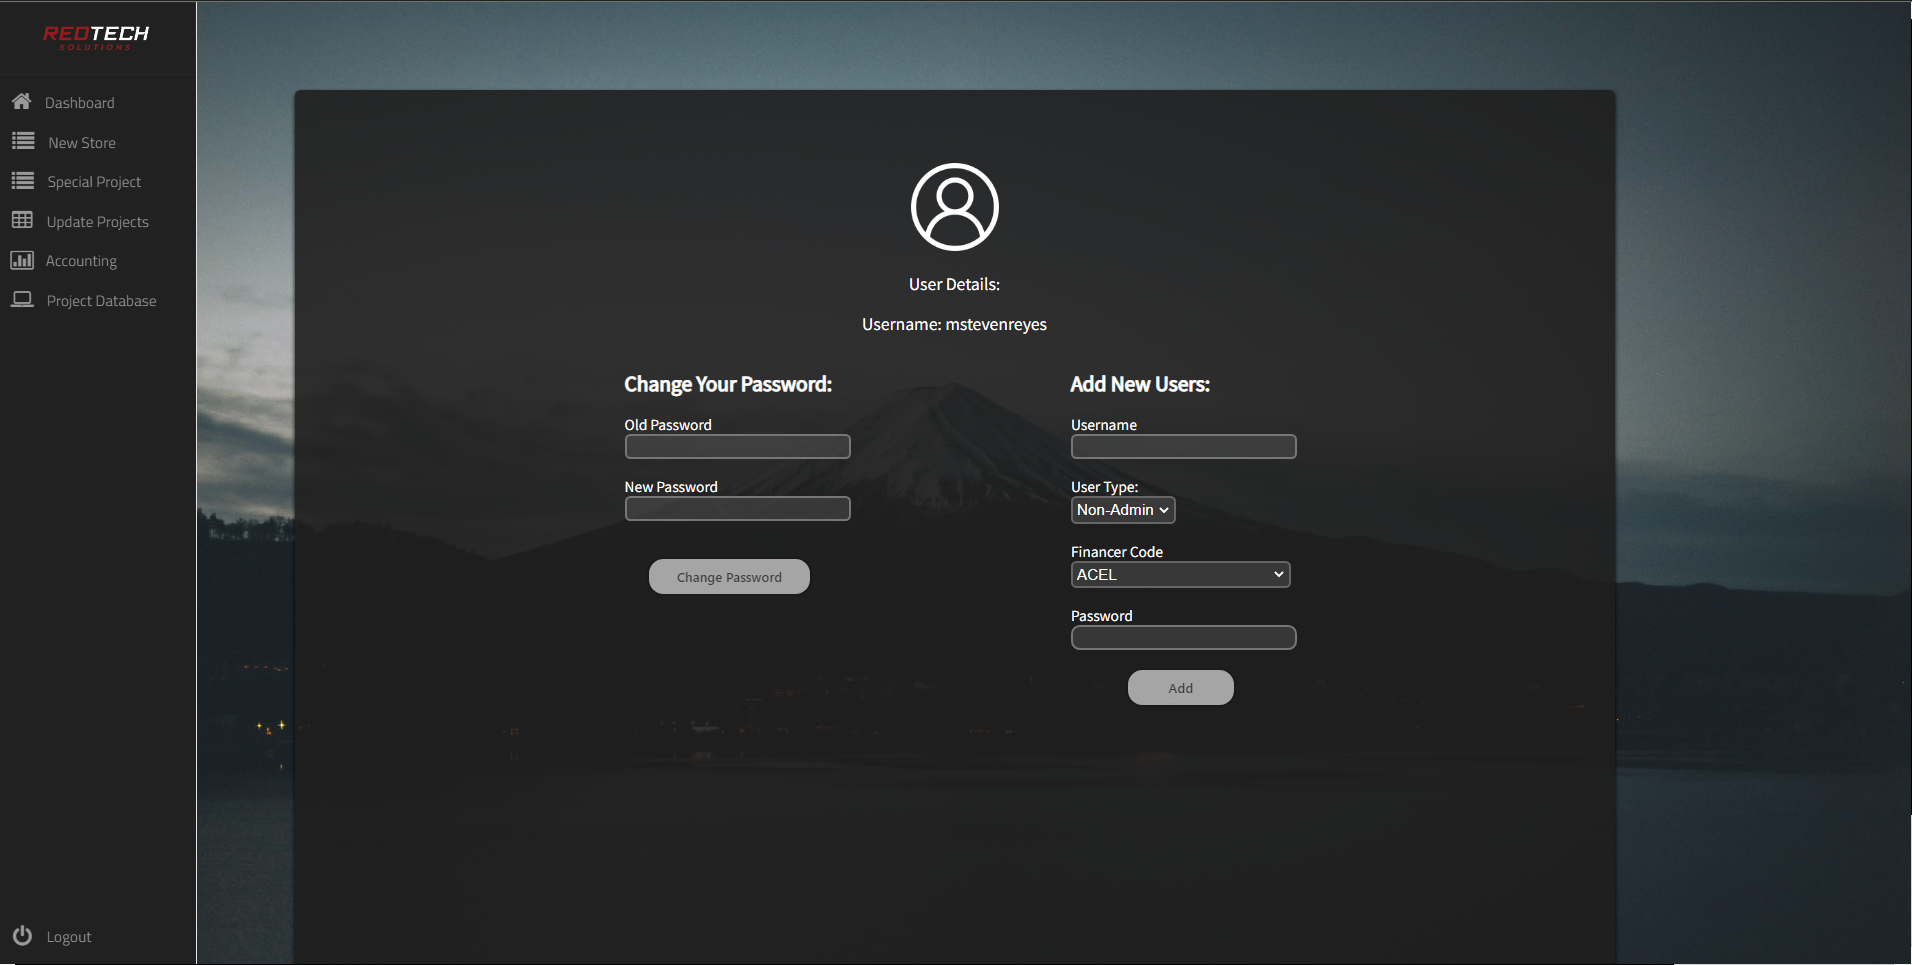 REDTECH
SOLUTIONS
Dashboard
New Store
Special Project
Update Projects
Accounting
Project Database
Logout
User Details:
Username: mstevenreyes
Change Your Password:
Old Password
New Password
Change Password
Add New Users:
Username
User Type:
Non-Admin
Financer Code
ACEL
Password
Add